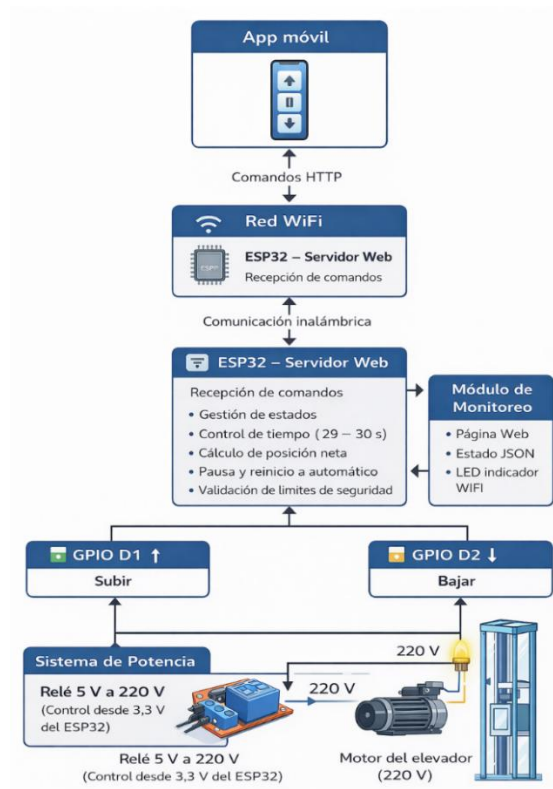 App móvil
Comandos HTTP
Red WiFi
ESP32 – Servidor Web
Recepción de comandos
Comunicación inalámbrica
ESP32 – Servidor Web
Recepción de comandos
• Gestión de estados
• Control de tiempo ( 29 – 30 s)
• Cálculo de posición neta
• Pausa y reinicio a automático
• Validación de limites de seguridad
Módulo de
Monitoreo
• Página Web
• Estado JSON
• LED indicador
WIFI
GPIO D1 ↑
Subir
GPIO D2 ↓
Bajar
Sistema de Potencia
Relé 5 V a 220 V
(Control desde 3,3 V
del ESP32)
220 V
220 V
Relé 5 V a 220 V
(Control desde 3,3 V del ESP32)
Motor del elevador
(220 V)